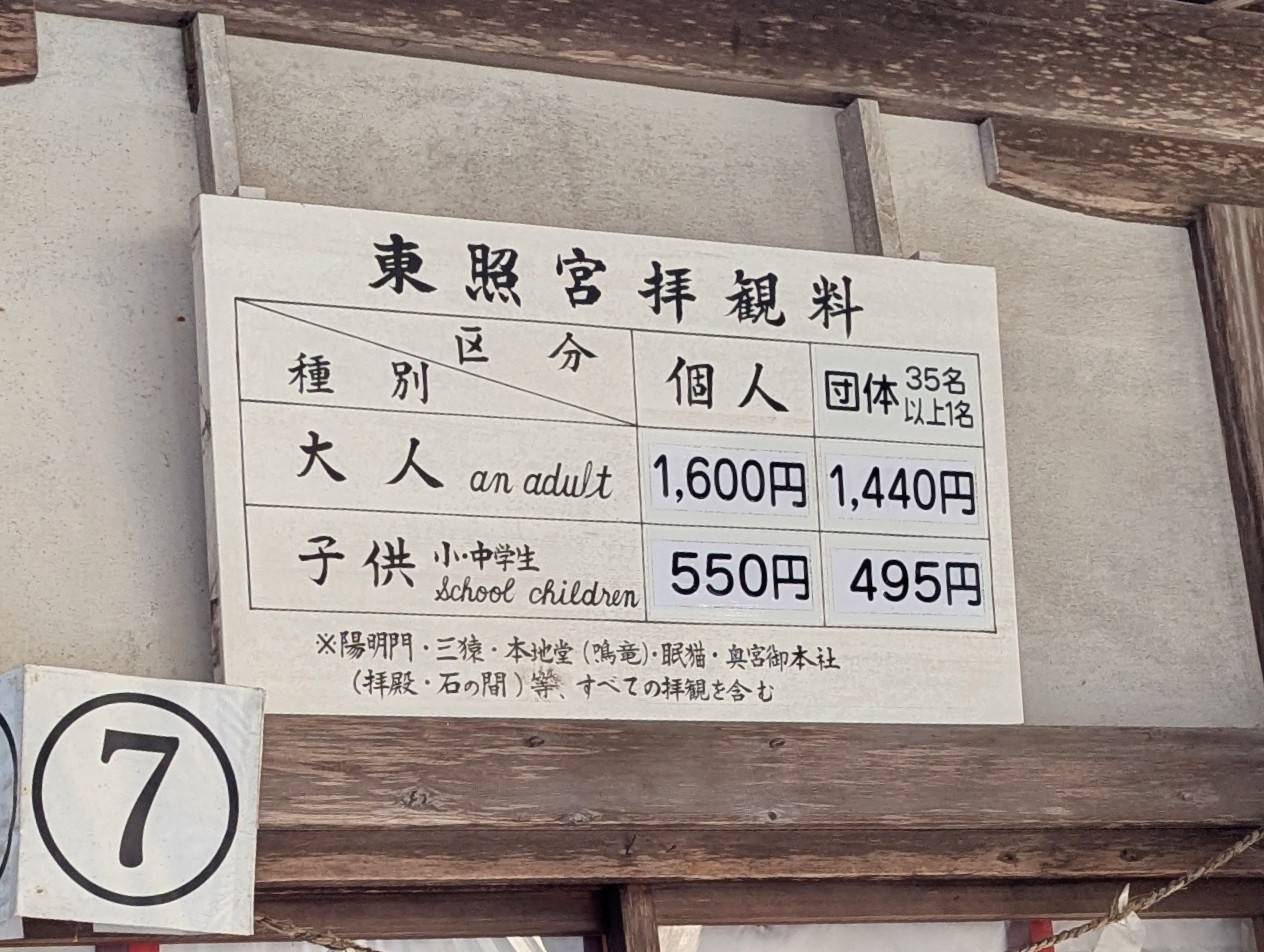 東照宮拝観料
区分
種別
個人
団体 35名以上1名
大人 an adult
1,600円
1,440円
子供 小・中学生 School children
550円
495円
※陽明門・三猿・本地堂(鳴竜)・眠猫・奥宮御本社
(拝殿・石の間)等、すべての拝観を含む
7